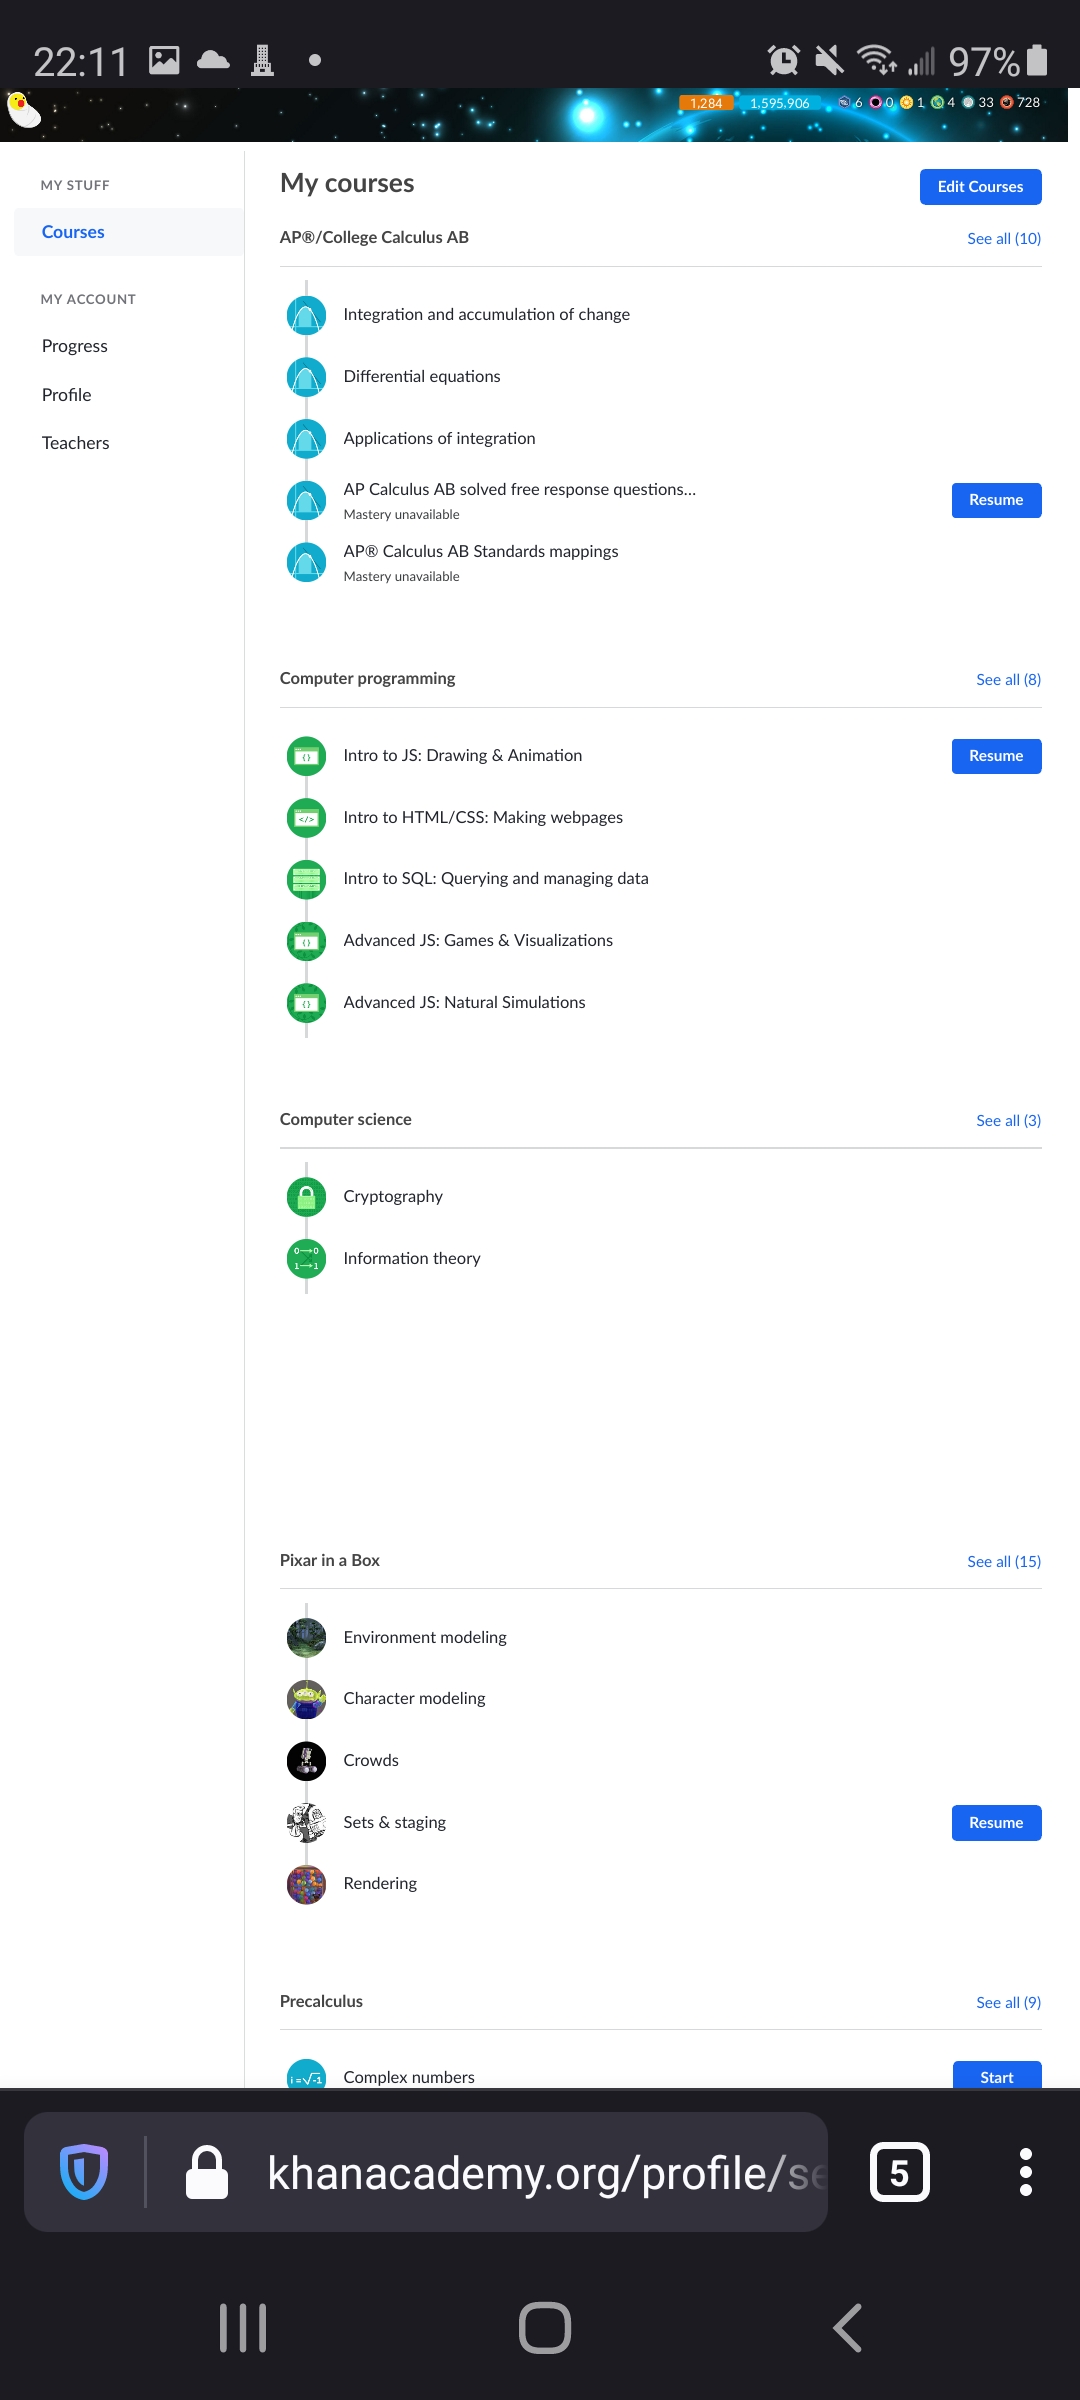 22:11
97%
1,284 1,595,906 6 0 1 4 33 728
MY STUFF
Courses
MY ACCOUNT
Progress
Profile
Teachers
My courses
Edit Courses
AP®/College Calculus AB
See all (10)
Integration and accumulation of change
Differential equations
Applications of integration
AP Calculus AB solved free response questions...
Mastery unavailable
Resume
AP® Calculus AB Standards mappings
Mastery unavailable
Computer programming
See all (8)
Intro to JS: Drawing & Animation
Resume
Intro to HTML/CSS: Making webpages
Intro to SQL: Querying and managing data
Advanced JS: Games & Visualizations
Advanced JS: Natural Simulations
Computer science
See all (3)
Cryptography
0→0
1→1
Information theory
Pixar in a Box
See all (15)
Environment modeling
Character modeling
Crowds
Sets & staging
Resume
Rendering
Precalculus
See all (9)
i=√-1
Complex numbers
Start
khanacademy.org/profile/se
5